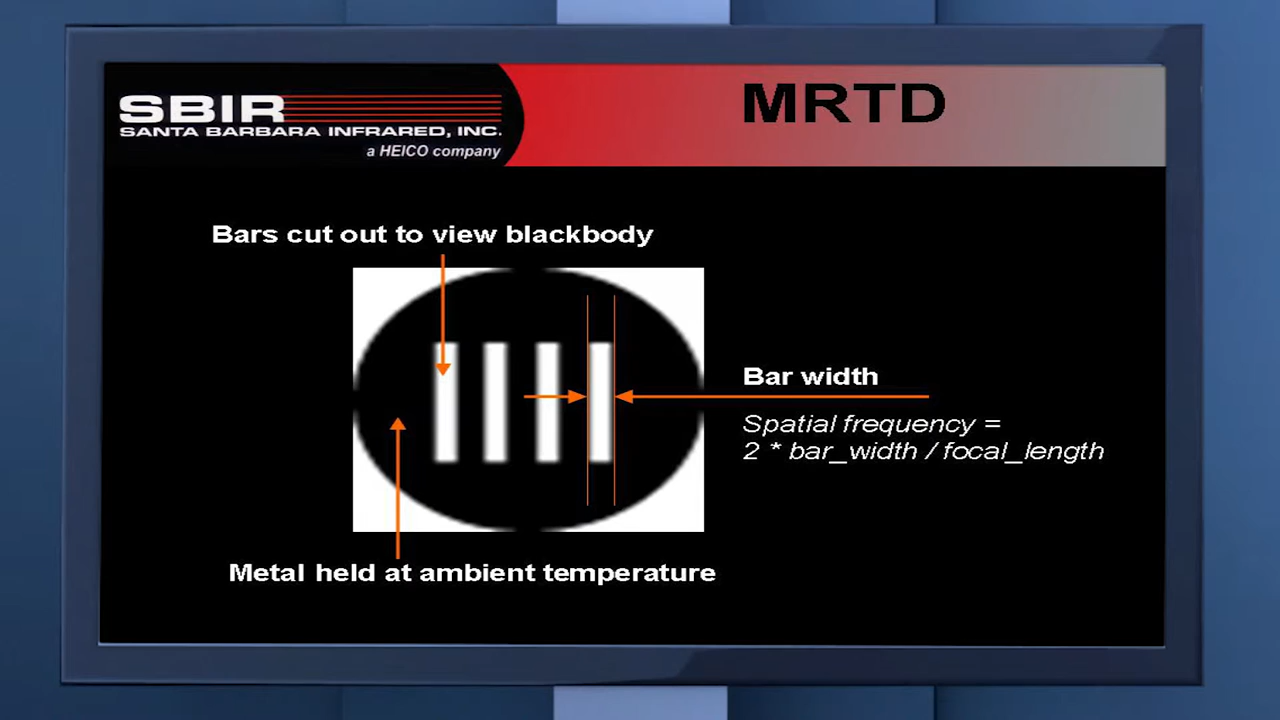 SBIR
SANTA BARBARA INFRARED, INC.
a HEICO company
MRTD
Bars cut out to view blackbody
Bar width
Spatial frequency =
2 * bar_width / focal_length
Metal held at ambient temperature